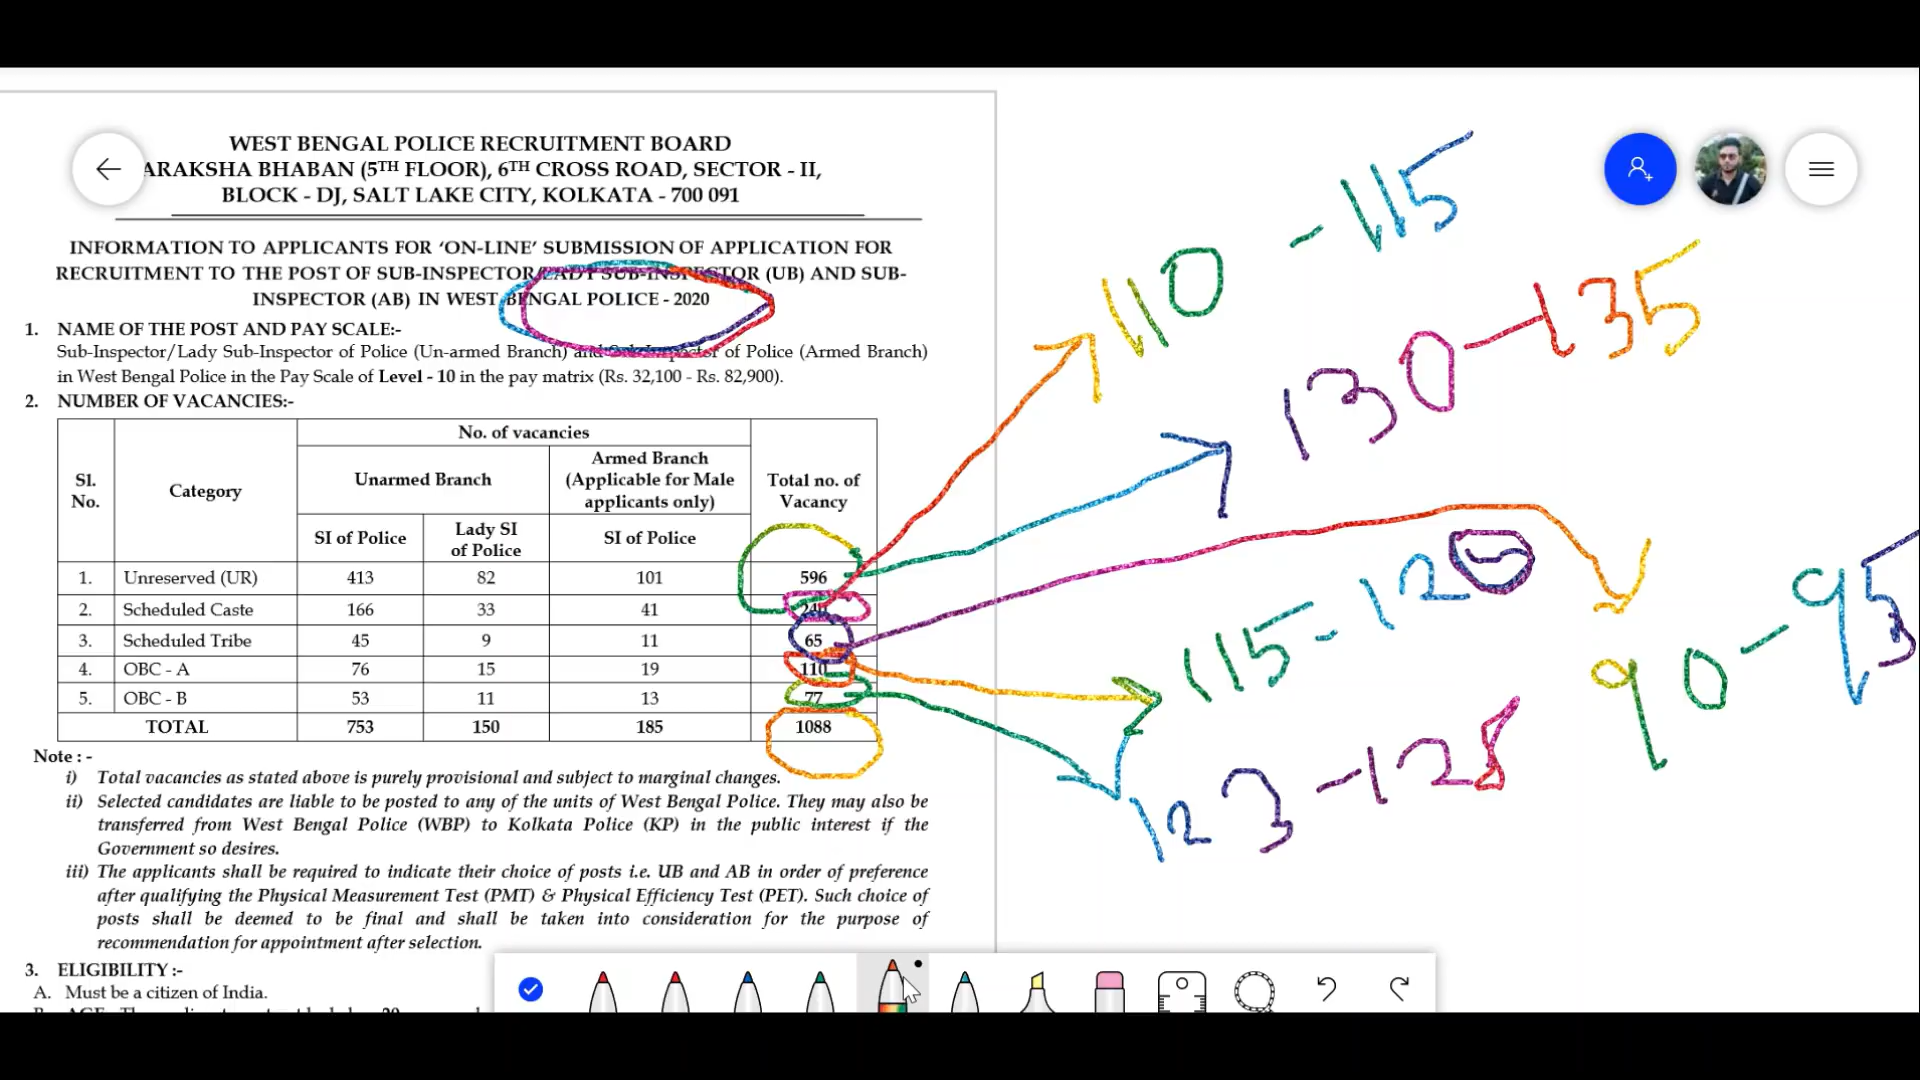 WEST BENGAL POLICE RECRUITMENT BOARD
ARAKSHA BHABAN (5TH FLOOR), 6TH CROSS ROAD, SECTOR - II,
BLOCK - DJ, SALT LAKE CITY, KOLKATA - 700 091
INFORMATION TO APPLICANTS FOR ‘ON-LINE’ SUBMISSION OF APPLICATION FOR
RECRUITMENT TO THE POST OF SUB-INSPECTOR/LADY SUB-INSPECTOR (UB) AND SUB-
INSPECTOR (AB) IN WEST BENGAL POLICE - 2020
1. NAME OF THE POST AND PAY SCALE:-
Sub-Inspector/Lady Sub-Inspector of Police (Un-armed Branch) and Sub-Inspector of Police (Armed Branch)
in West Bengal Police in the Pay Scale of Level - 10 in the pay matrix (Rs. 32,100 - Rs. 82,900).
2. NUMBER OF VACANCIES:-
Sl. No. Category No. of vacancies Total no. of Vacancy
Unarmed Branch Armed Branch (Applicable for Male applicants only)
SI of Police Lady SI of Police SI of Police
1. Unreserved (UR) 413 82 101 596
2. Scheduled Caste 166 33 41 240
3. Scheduled Tribe 45 9 11 65
4. OBC - A 76 15 19 110
5. OBC - B 53 11 13 77
TOTAL 753 150 185 1088
Note : -
i) Total vacancies as stated above is purely provisional and subject to marginal changes.
ii) Selected candidates are liable to be posted to any of the units of West Bengal Police. They may also be
transferred from West Bengal Police (WBP) to Kolkata Police (KP) in the public interest if the
Government so desires.
iii) The applicants shall be required to indicate their choice of posts i.e. UB and AB in order of preference
after qualifying the Physical Measurement Test (PMT) & Physical Efficiency Test (PET). Such choice of
posts shall be deemed to be final and shall be taken into consideration for the purpose of
recommendation for appointment after selection.
3. ELIGIBILITY :-
A. Must be a citizen of India.
110 - 115
130 - 135
115 - 120
90 - 95
123 - 128